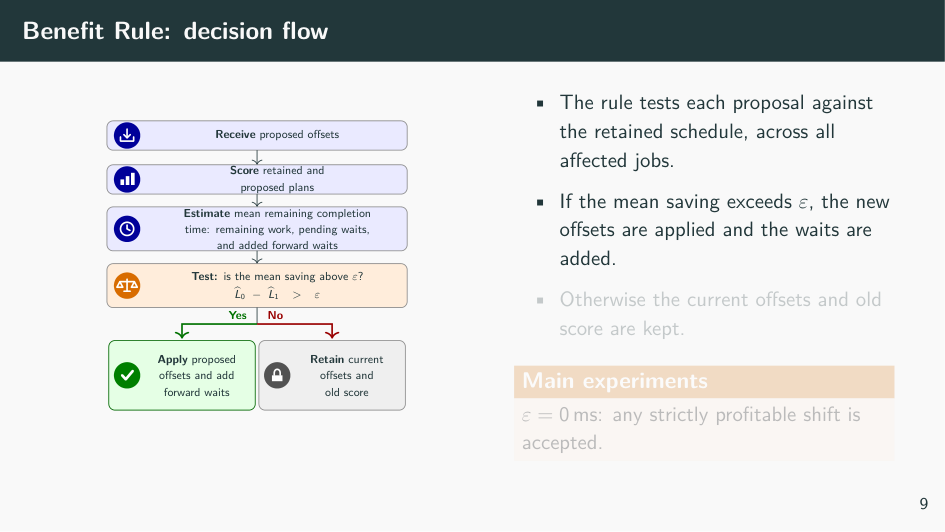 Benefit Rule: decision flow
Receive proposed offsets
Score retained and
proposed plans
Estimate mean remaining completion
time: remaining work, pending waits,
and added forward waits
Test: is the mean saving above ε?
L̂₀ − L̂₁ > ε
Yes No
Apply proposed
offsets and add
forward waits
Retain current
offsets and
old score
▪ The rule tests each proposal against
the retained schedule, across all
affected jobs.
▪ If the mean saving exceeds ε, the new
offsets are applied and the waits are
added.
▪ Otherwise the current offsets and old
score are kept.
Main experiments
ε = 0 ms: any strictly profitable shift is
accepted.
9